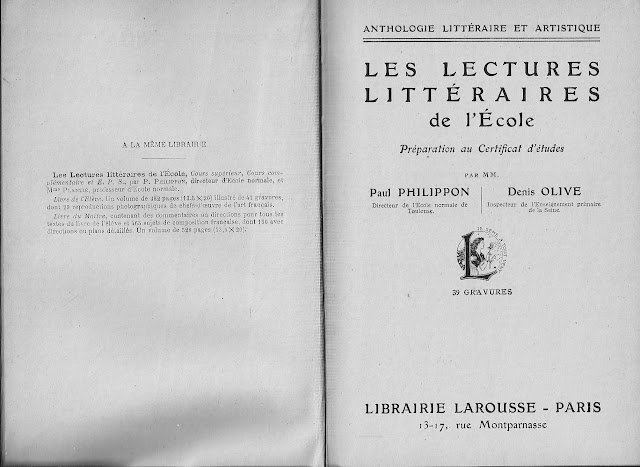 A LA MÊME LIBRAIRIE
Les Lectures littéraires de l'École, Cours supérieur, Cours com-
plémentaire et E. P. S., par P. PHILIPPON, directeur d'École normale, et
Mme professeur d'École normale.
Livre de l'Élève. Un volume de pages (13,5 × 20) illustré de 41 gravures,
dont reproductions photographiques de chefs-d'œuvre de l'art français.
Livre du Maître, contenant des commentaires ou directions pour tous les
textes du livre de l'Élève et sujets de composition française, dont 150 avec
directions ou plans détaillés. Un volume de pages (13,5 × 20).
ANTHOLOGIE LITTÉRAIRE ET ARTISTIQUE
LES LECTURES
LITTÉRAIRES
de l'École
Préparation au Certificat d'études
PAR MM.
Paul PHILIPPON
Directeur de l'École normale de
Toulouse.
Denis OLIVE
Inspecteur de l'Enseignement primaire
de la Seine.
39 GRAVURES
LIBRAIRIE LAROUSSE - PARIS
13-17, rue Montparnasse